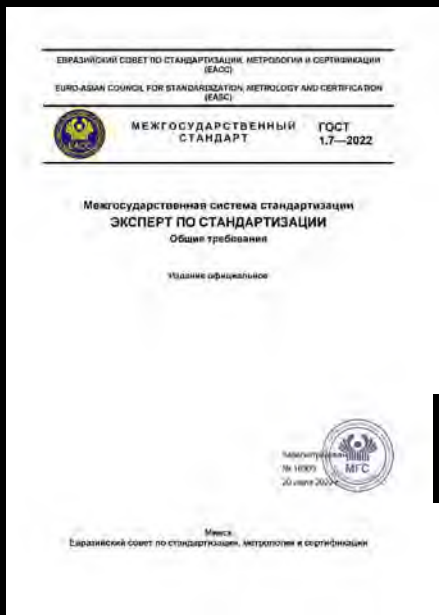 ЕВРАЗИЙСКИЙ СОВЕТ ПО СТАНДАРТИЗАЦИИ, МЕТРОЛОГИИ И СЕРТИФИКАЦИИ
(ЕАСС)
EURO-ASIAN COUNCIL FOR STANDARDIZATION, METROLOGY AND CERTIFICATION
(EASC)
ЕАСС
МЕЖГОСУДАРСТВЕННЫЙ
СТАНДАРТ
ГОСТ
1.7—2022
Межгосударственная система стандартизации
ЭКСПЕРТ ПО СТАНДАРТИЗАЦИИ
Общие требования
Издание официальное
МГС
Минск
Евразийский совет по стандартизации, метрологии и сертификации